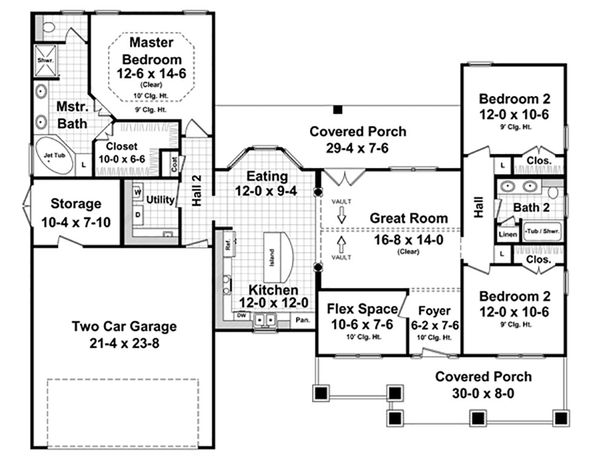 Shwr.
Master
Bedroom
12-6 x 14-6
(Clear)
10' Clg. Ht.
9' Clg. Ht.
Mstr.
Bath
Jet Tub
L
Closet
10-0 x 6-6
Coat
Covered Porch
29-4 x 7-6
Bedroom 2
12-0 x 10-6
9' Clg. Ht.
L
Clos.
Storage
10-4 x 7-10
W
D
Utility
Hall 2
Eating
12-0 x 9-4
VAULT
Great Room
16-8 x 14-0
(Clear)
VAULT
Hall
Bath 2
Linen
Tub / Shwr.
L
Clos.
Ref.
Island
Kitchen
12-0 x 12-0
DW
Pan.
Flex Space
10-6 x 7-6
10' Clg. Ht.
Foyer
6-2 x 7-6
10' Clg. Ht.
Bedroom 2
12-0 x 10-6
9' Clg. Ht.
Two Car Garage
21-4 x 23-8
Covered Porch
30-0 x 8-0